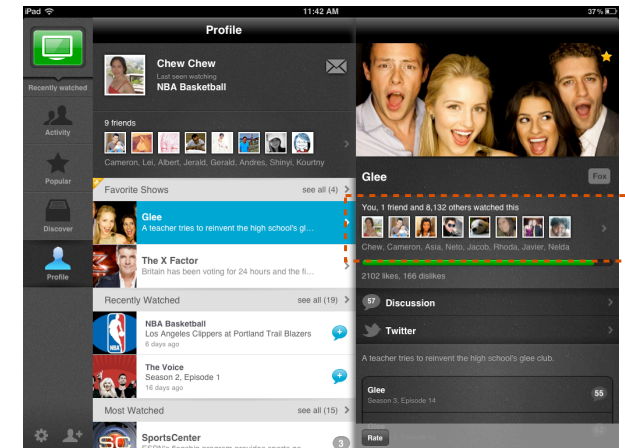 iPad
11:42 AM
37%
Recently watched
Activity
Popular
Discover
Profile
Profile
Chew Chew
Last seen watching
NBA Basketball
9 friends
Cameron, Lei, Albert, Jerald, Gerald, Andres, Shinyi, Kourtny
Favorite Shows see all (4)
Glee
A teacher tries to reinvent the high school's gl...
The X Factor
Britain has been voting for 24 hours and the fi...
Recently Watched see all (19)
NBA Basketball
Los Angeles Clippers at Portland Trail Blazers
6 days ago
The Voice
Season 2, Episode 1
16 days ago
Most Watched see all (15)
SportsCenter
3
Glee
Fox
You, 1 friend and 8,132 others watched this
Chew, Cameron, Asia, Neto, Jacob, Rhoda, Javier, Nelda
2102 likes, 166 dislikes
57 Discussion
Twitter
A teacher tries to reinvent the high school's glee club.
Glee
Season 3, Episode 14
55
Rate